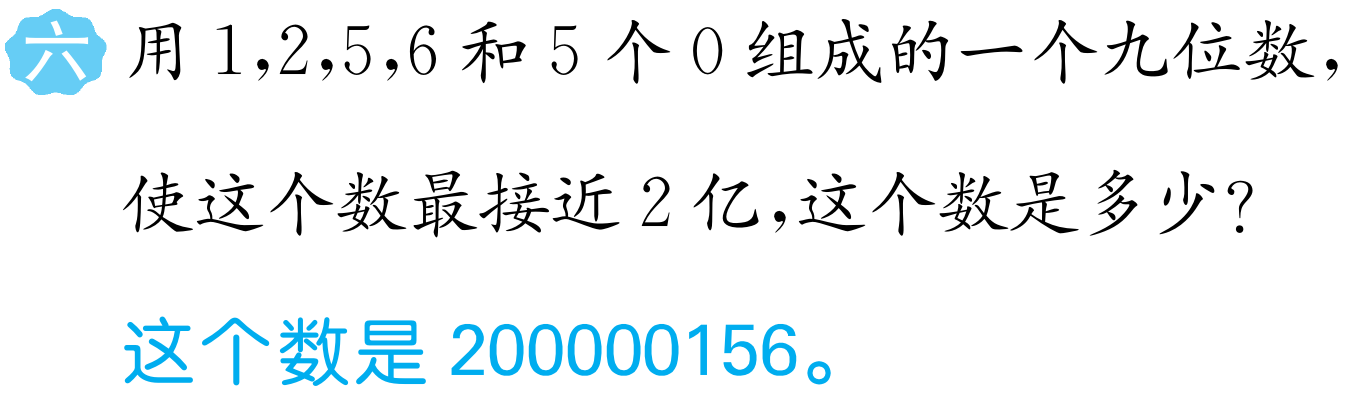 六 用 1,2,5,6 和 5 个 0 组成的一个九位数,
使这个数最接近 2 亿,这个数是多少?
这个数是 200000156。